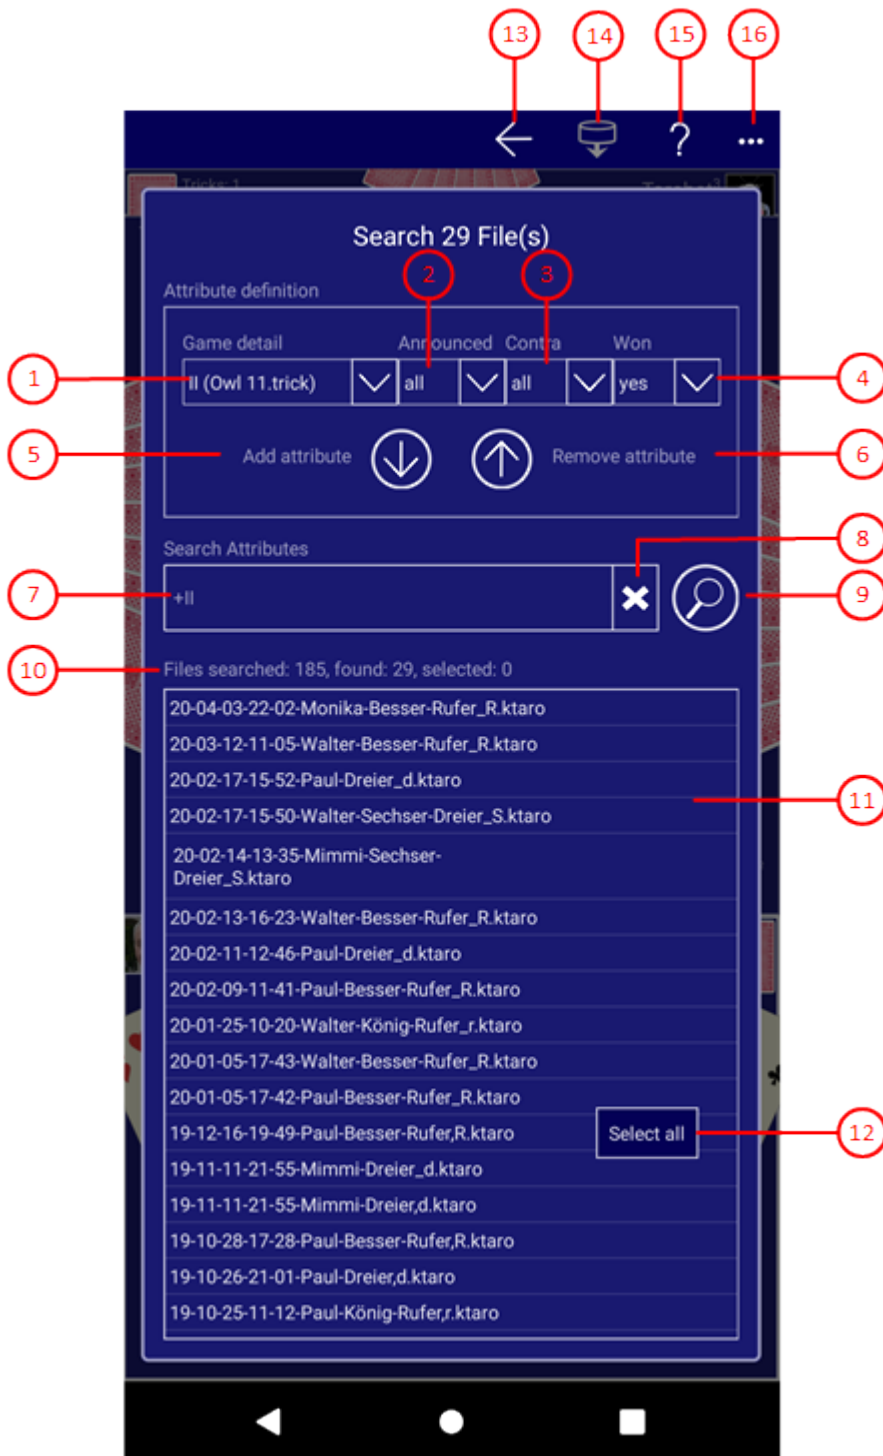 13 14 15 16
Tricks: 1
Search 29 File(s)
2 3
Attribute definition
Game detail Announced Contra Won
1 II (Owl 11.trick) all all yes 4
5 Add attribute Remove attribute 6
Search Attributes
8
7 +II 9
10 Files searched: 185, found: 29, selected: 0
20-04-03-22-02-Monika-Besser-Rufer_R.ktaro
20-03-12-11-05-Walter-Besser-Rufer_R.ktaro
20-02-17-15-52-Paul-Dreier_d.ktaro
11
20-02-17-15-50-Walter-Sechser-Dreier_S.ktaro
20-02-14-13-35-Mimmi-Sechser-
Dreier_S.ktaro
20-02-13-16-23-Walter-Besser-Rufer_R.ktaro
20-02-11-12-46-Paul-Dreier_d.ktaro
20-02-09-11-41-Paul-Besser-Rufer_R.ktaro
20-01-25-10-20-Walter-König-Rufer_r.ktaro
20-01-05-17-43-Walter-Besser-Rufer_R.ktaro
20-01-05-17-42-Paul-Besser-Rufer_R.ktaro
19-12-16-19-49-Paul-Besser-Rufer,R.ktaro Select all 12
19-11-11-21-55-Mimmi-Dreier_d.ktaro
19-11-11-21-55-Mimmi-Dreier,d.ktaro
19-10-28-17-28-Paul-Besser-Rufer,R.ktaro
19-10-26-21-01-Paul-Dreier,d.ktaro
19-10-25-11-12-Paul-König-Rufer,r.ktaro